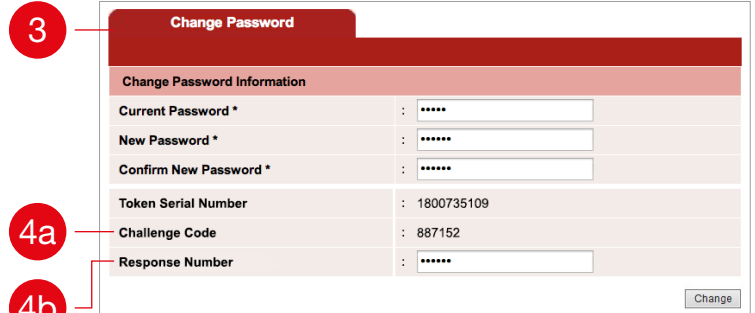 3
Change Password
Change Password Information
Current Password * : •••••
New Password * : ••••••
Confirm New Password * : ••••••
Token Serial Number : 1800735109
4a
Challenge Code : 887152
Response Number : ••••••
4b
Change